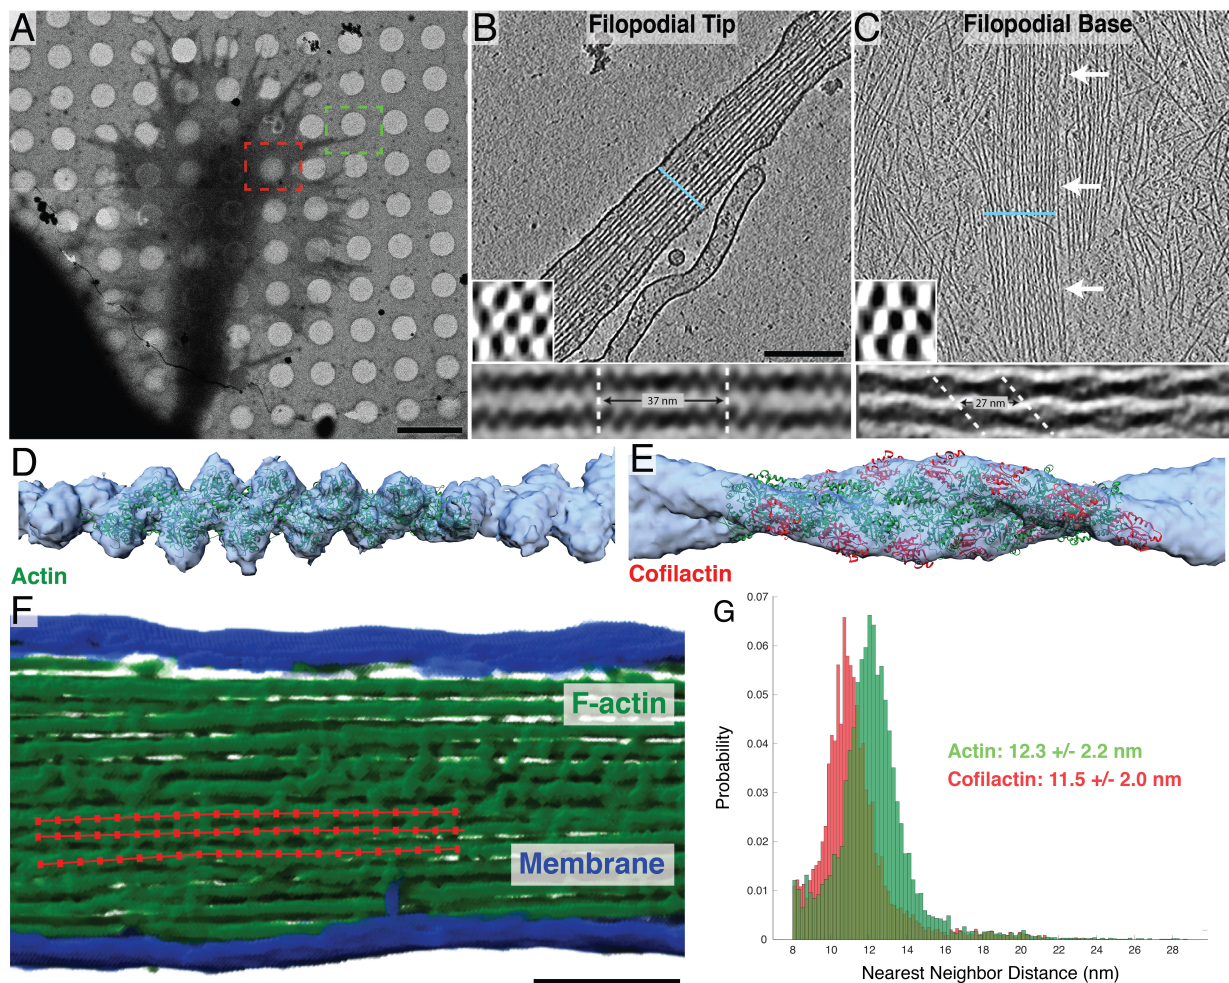 A
B
Filopodial Tip
C
Filopodial Base
37 nm
27 nm
D
E
Actin
Cofilactin
F
F-actin
Membrane
G
0.07
0.06
0.05
0.04
0.03
0.02
0.01
0
Probability
Actin: 12.3 +/- 2.2 nm
Cofilactin: 11.5 +/- 2.0 nm
8 10 12 14 16 18 20 22 24 26 28
Nearest Neighbor Distance (nm)